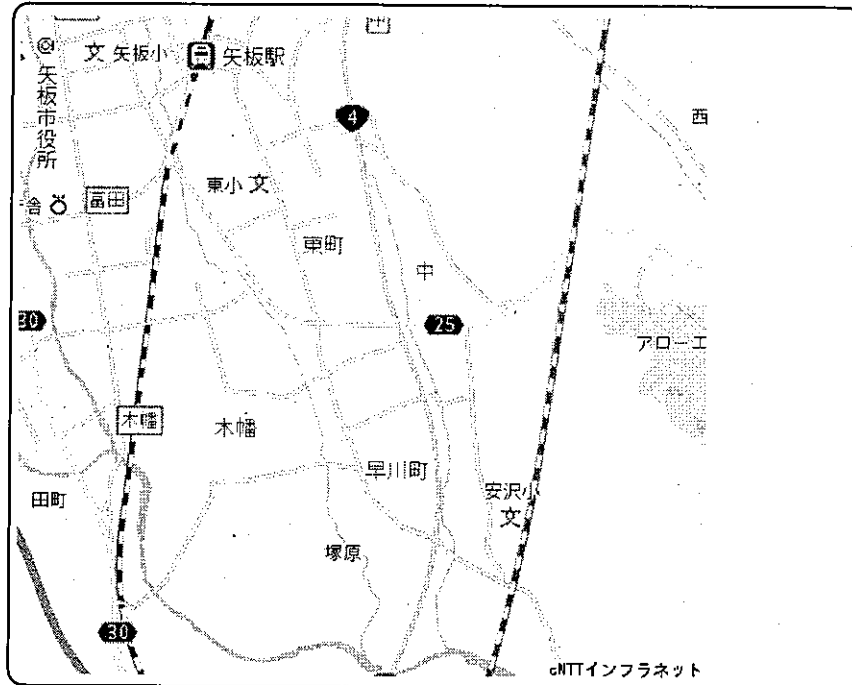 矢板小
矢板駅
矢板市役所
4
西
東小
文
舎
富田
東町
中
30
25
アローエ
木幡
木幡
早川町
田町
安沢小
文
塚原
30
cNTTインフラネット